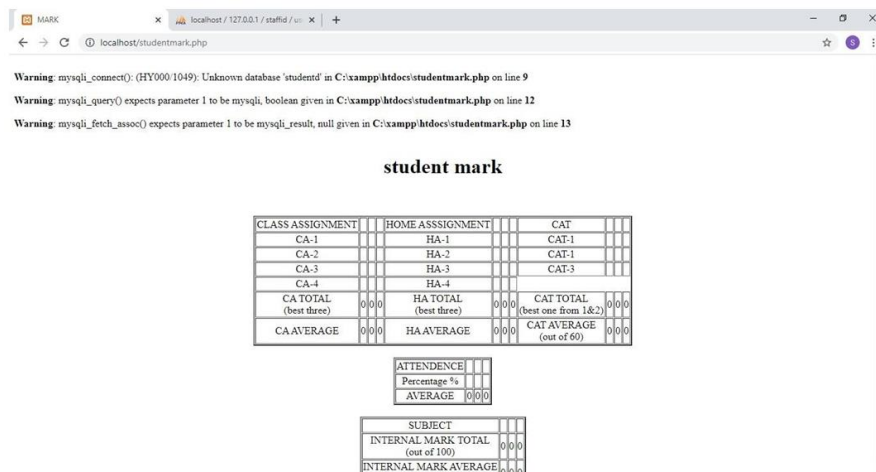 MARK
localhost / 127.0.0.1 / staffid / us
localhost/studentmark.php
S
Warning: mysqli_connect(): (HY000/1049): Unknown database 'studentd' in C:\xampp\htdocs\studentmark.php on line 9
Warning: mysqli_query() expects parameter 1 to be mysqli, boolean given in C:\xampp\htdocs\studentmark.php on line 12
Warning: mysqli_fetch_assoc() expects parameter 1 to be mysqli_result, null given in C:\xampp\htdocs\studentmark.php on line 13
student mark
CLASS ASSIGNMENT HOME ASSSIGNMENT CAT
CA-1 HA-1 CAT-1
CA-2 HA-2 CAT-1
CA-3 HA-3 CAT-3
CA-4 HA-4
CA TOTAL (best three) 0 0 0 HA TOTAL (best three) 0 0 0 CAT TOTAL (best one from 1&2) 0 0 0
CA AVERAGE 0 0 0 HA AVERAGE 0 0 0 CAT AVERAGE (out of 60) 0 0 0
ATTENDENCE
Percentage %
AVERAGE 0 0 0
SUBJECT
INTERNAL MARK TOTAL (out of 100) 0 0 0
INTERNAL MARK AVERAGE 0 0 0